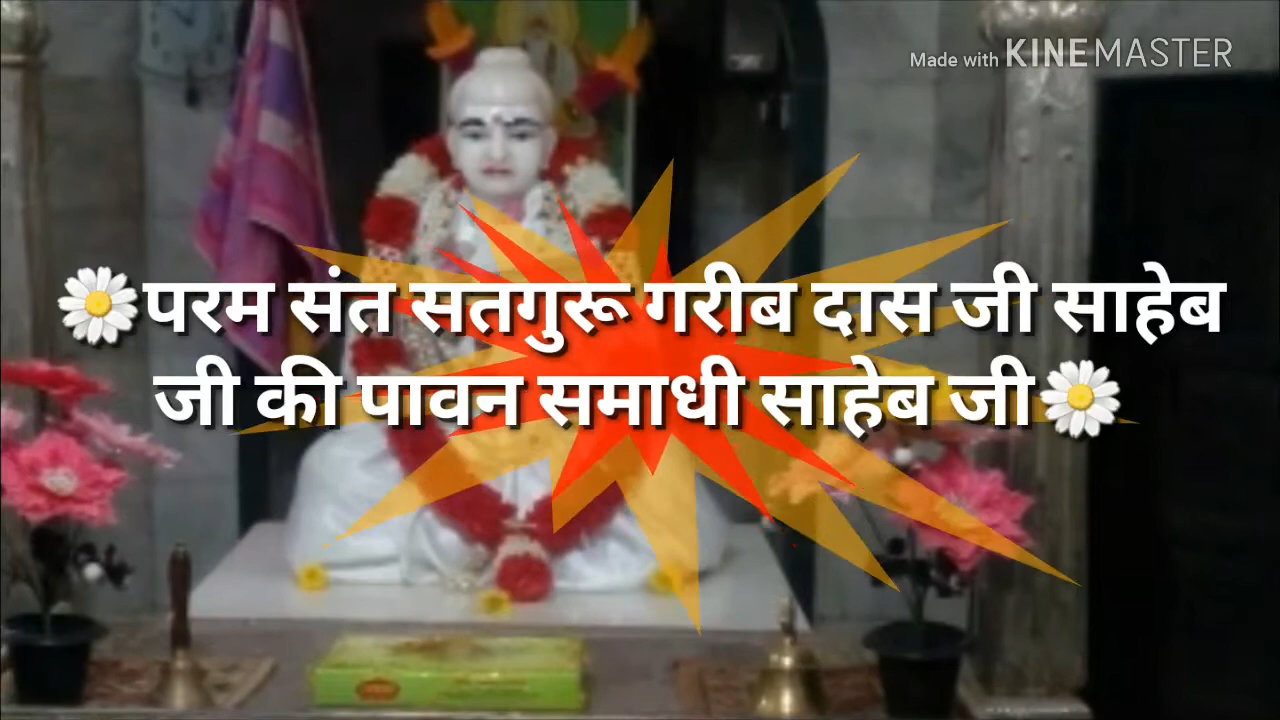 Made with KINEMASTER
🌼परम संत सतगुरू गरीब दास जी साहेब
जी की पावन समाधी साहेब जी🌼